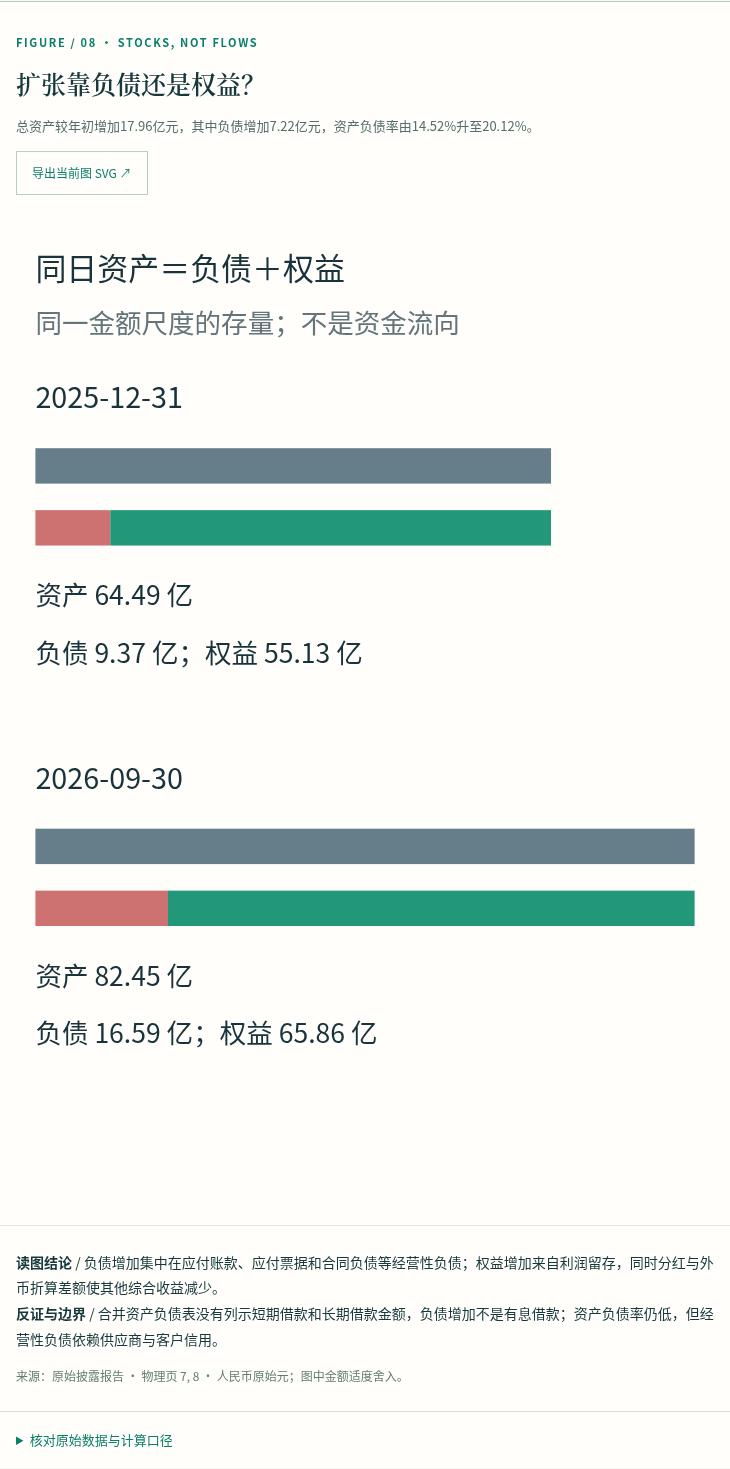 FIGURE / 08 · STOCKS, NOT FLOWS
扩张靠负债还是权益?
总资产较年初增加17.96亿元，其中负债增加7.22亿元，资产负债率由14.52%升至20.12%。
导出当前图 SVG ↗
同日资产＝负债＋权益
同一金额尺度的存量；不是资金流向
2025-12-31
资产 64.49 亿
负债 9.37 亿；权益 55.13 亿
2026-09-30
资产 82.45 亿
负债 16.59 亿；权益 65.86 亿
读图结论 / 负债增加集中在应付账款、应付票据和合同负债等经营性负债；权益增加来自利润留存，同时分红与外
币折算差额使其他综合收益减少。
反证与边界 / 合并资产负债表没有列示短期借款和长期借款金额，负债增加不是有息借款；资产负债率仍低，但经
营性负债依赖供应商与客户信用。
来源：原始披露报告 · 物理页 7, 8 · 人民币原始元；图中金额适度舍入。
▶ 核对原始数据与计算口径